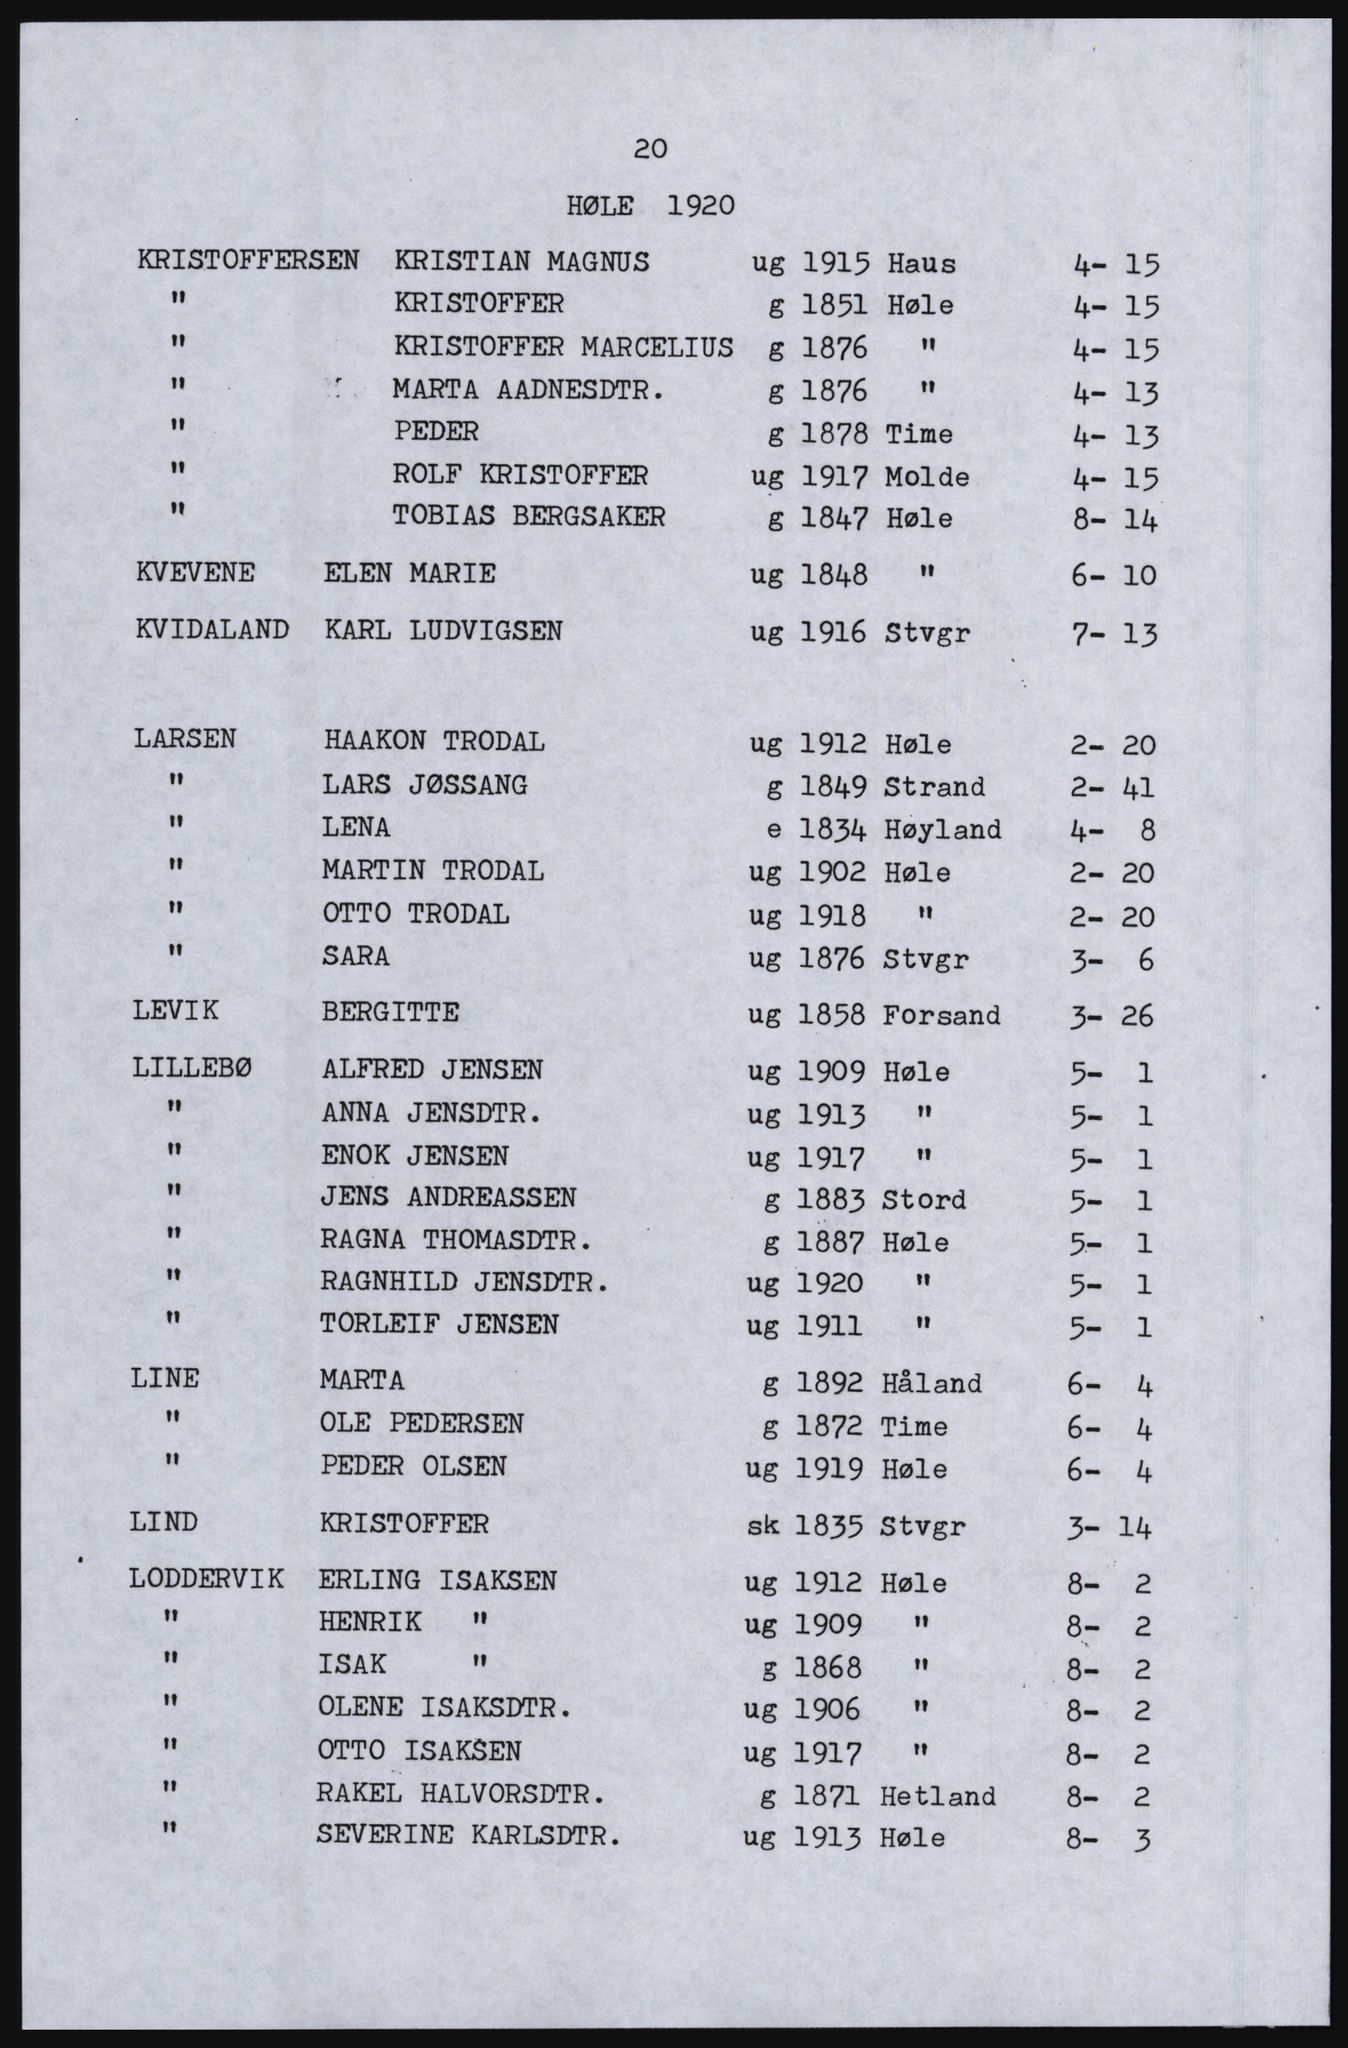 20
HØLE 1920
KRISTOFFERSEN KRISTIAN MAGNUS ug 1915 Haus 4- 15
" KRISTOFFER g 1851 Høle 4- 15
" KRISTOFFER MARCELIUS g 1876 " 4- 15
" MARTA AADNESDTR. g 1876 " 4- 13
" PEDER g 1878 Time 4- 13
" ROLF KRISTOFFER ug 1917 Molde 4- 15
" TOBIAS BERGSAKER g 1847 Høle 8- 14
KVEVENE ELEN MARIE ug 1848 " 6- 10
KVIDALAND KARL LUDVIGSEN ug 1916 Stvgr 7- 13
LARSEN HAAKON TRODAL ug 1912 Høle 2- 20
" LARS JØSSANG g 1849 Strand 2- 41
" LENA e 1834 Høyland 4- 8
" MARTIN TRODAL ug 1902 Høle 2- 20
" OTTO TRODAL ug 1918 " 2- 20
" SARA ug 1876 Stvgr 3- 6
LEVIK BERGITTE ug 1858 Forsand 3- 26
LILLEBØ ALFRED JENSEN ug 1909 Høle 5- 1
" ANNA JENSDTR. ug 1913 " 5- 1
" ENOK JENSEN ug 1917 " 5- 1
" JENS ANDREASSEN g 1883 Stord 5- 1
" RAGNA THOMASDTR. g 1887 Høle 5- 1
" RAGNHILD JENSDTR. ug 1920 " 5- 1
" TORLEIF JENSEN ug 1911 " 5- 1
LINE MARTA g 1892 Håland 6- 4
" OLE PEDERSEN g 1872 Time 6- 4
" PEDER OLSEN ug 1919 Høle 6- 4
LIND KRISTOFFER sk 1835 Stvgr 3- 14
LODDERVIK ERLING ISAKSEN ug 1912 Høle 8- 2
" HENRIK " ug 1909 " 8- 2
" ISAK " g 1868 " 8- 2
" OLENE ISAKSDTR. ug 1906 " 8- 2
" OTTO ISAKSEN ug 1917 " 8- 2
" RAKEL HALVORSDTR. g 1871 Hetland 8- 2
" SEVERINE KARLSDTR. ug 1913 Høle 8- 3